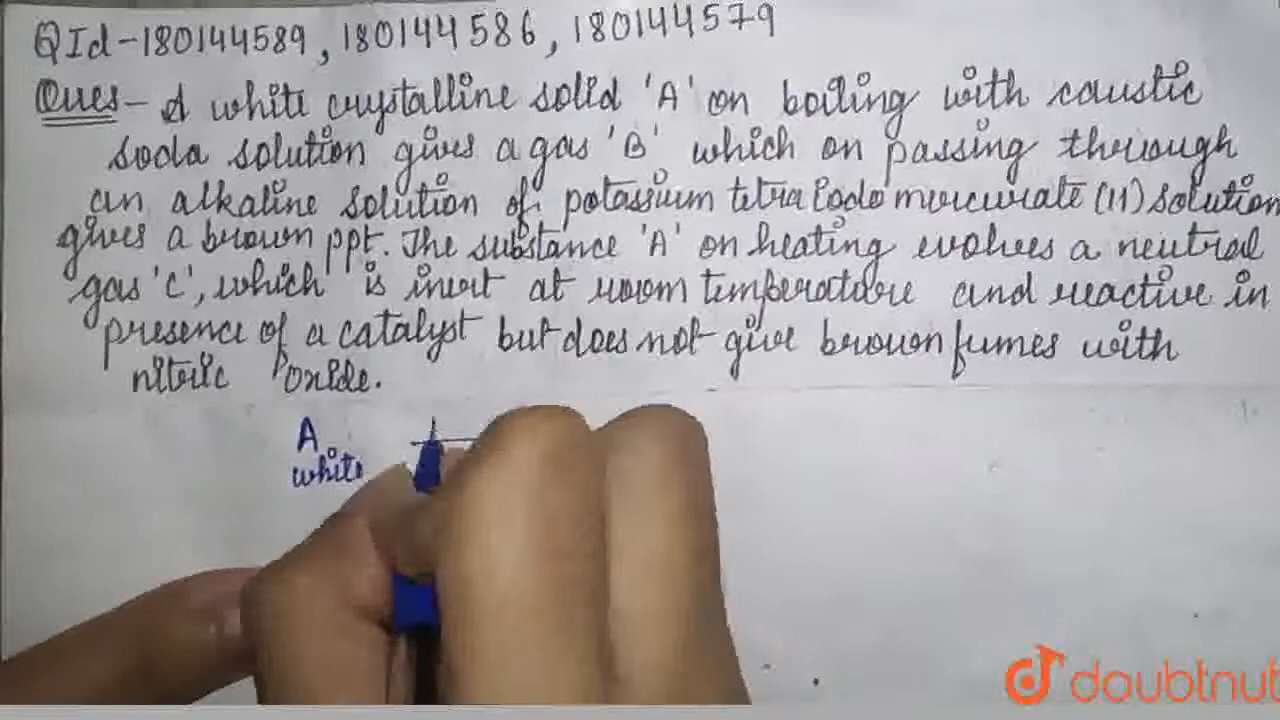 QId-180144589, 180144586, 180144579
Ques- A white crystalline solid 'A' on boiling with caustic
soda solution gives a gas 'B' which on passing through
an alkaline solution of potassium tetraiodomercurate (II) solution
gives a brown ppt. The substance 'A' on heating evolves a neutral
gas 'C', which is inert at room temperature and reactive in
presence of a catalyst but does not give brown fumes with
nitric oxide.
A
white
doubtnut